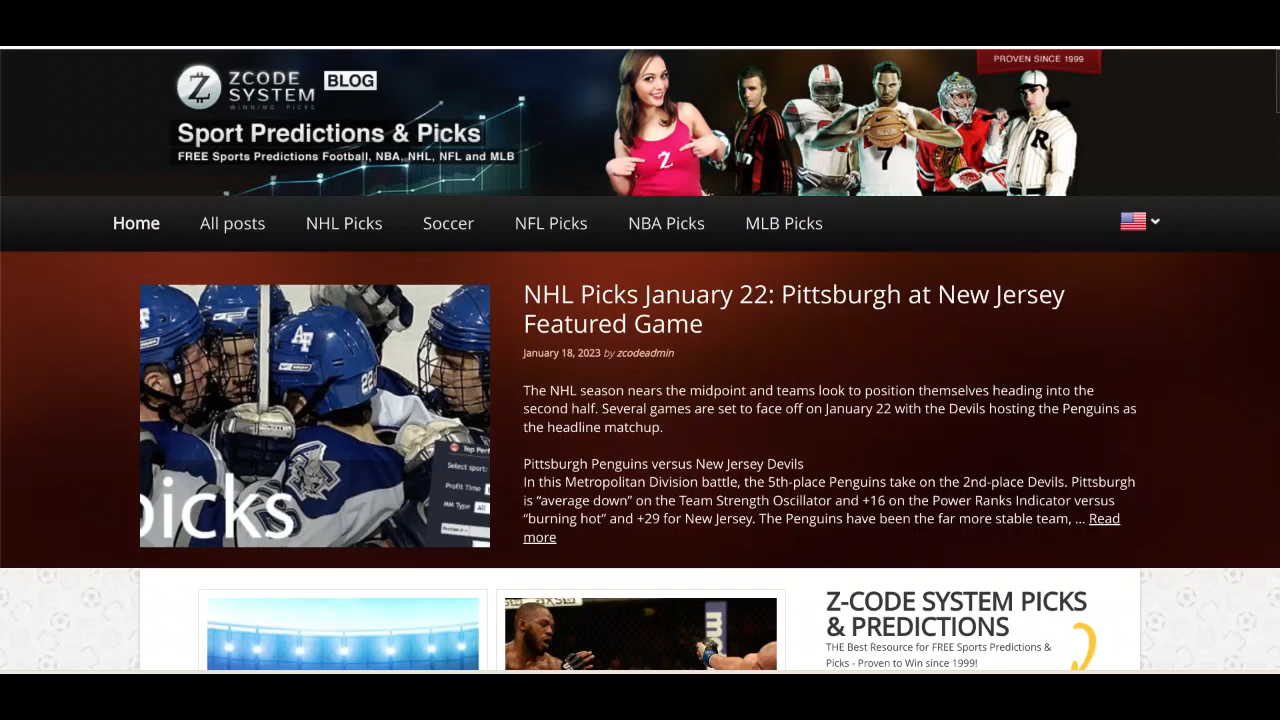 PROVEN SINCE 1999
Z
ZCODE
SYSTEM
WINNING PICKS
BLOG
Sport Predictions & Picks
FREE Sports Predictions Football, NBA, NHL, NFL and MLB
Z
7
R
Home All posts NHL Picks Soccer NFL Picks NBA Picks MLB Picks
NHL Picks January 22: Pittsburgh at New Jersey
Featured Game
January 18, 2023 by zcodeadmin
The NHL season nears the midpoint and teams look to position themselves heading into the
second half. Several games are set to face off on January 22 with the Devils hosting the Penguins as
the headline matchup.
Pittsburgh Penguins versus New Jersey Devils
In this Metropolitan Division battle, the 5th-place Penguins take on the 2nd-place Devils. Pittsburgh
is “average down” on the Team Strength Oscillator and +16 on the Power Ranks Indicator versus
“burning hot” and +29 for New Jersey. The Penguins have been the far more stable team, ... Read
more
AF
Top Perf
Select sport:
Profit Time
MM Type: All
picks
Z-CODE SYSTEM PICKS
& PREDICTIONS
THE Best Resource for FREE Sports Predictions &
Picks - Proven to Win since 1999!